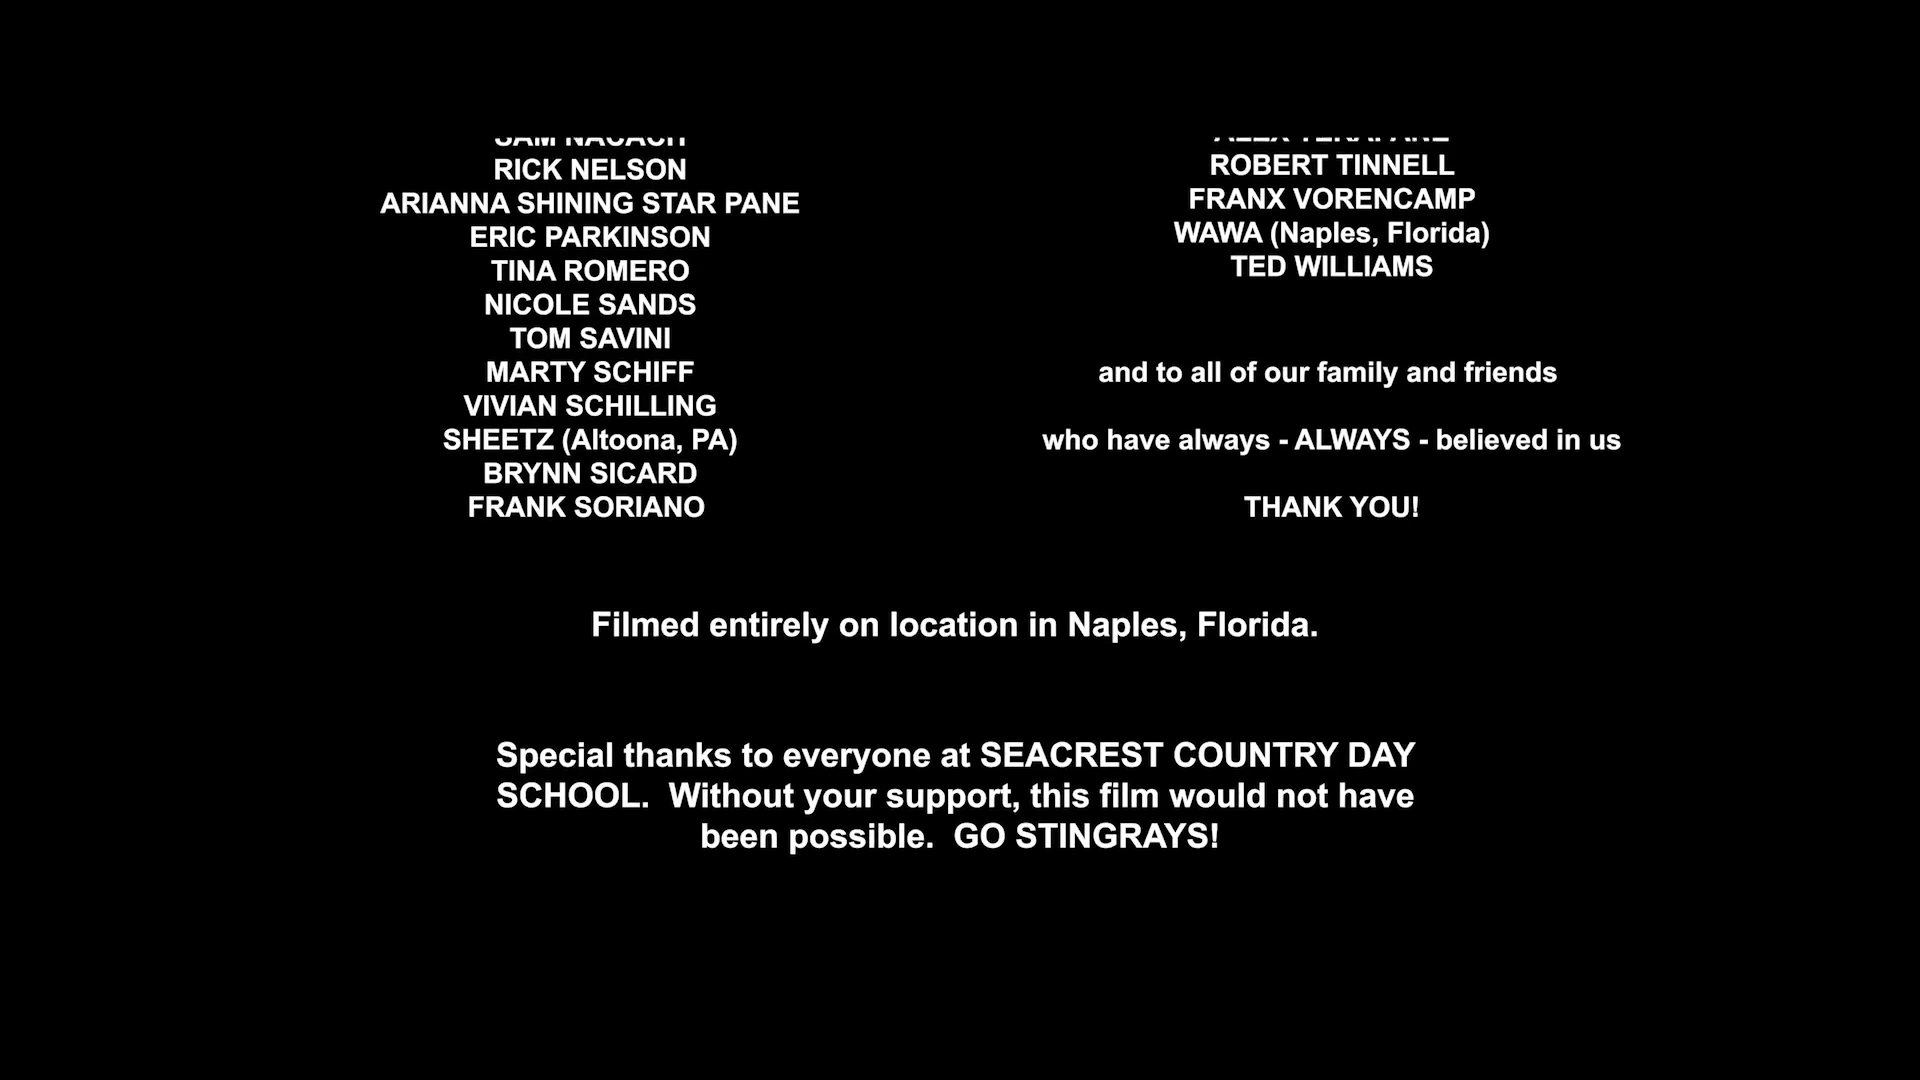 SAM NACACH
RICK NELSON
ARIANNA SHINING STAR PANE
ERIC PARKINSON
TINA ROMERO
NICOLE SANDS
TOM SAVINI
MARTY SCHIFF
VIVIAN SCHILLING
SHEETZ (Altoona, PA)
BRYNN SICARD
FRANK SORIANO
ROBERT TINNELL
FRANX VORENCAMP
WAWA (Naples, Florida)
TED WILLIAMS
and to all of our family and friends
who have always - ALWAYS - believed in us
THANK YOU!
Filmed entirely on location in Naples, Florida.
Special thanks to everyone at SEACREST COUNTRY DAY
SCHOOL.  Without your support, this film would not have
been possible.  GO STINGRAYS!